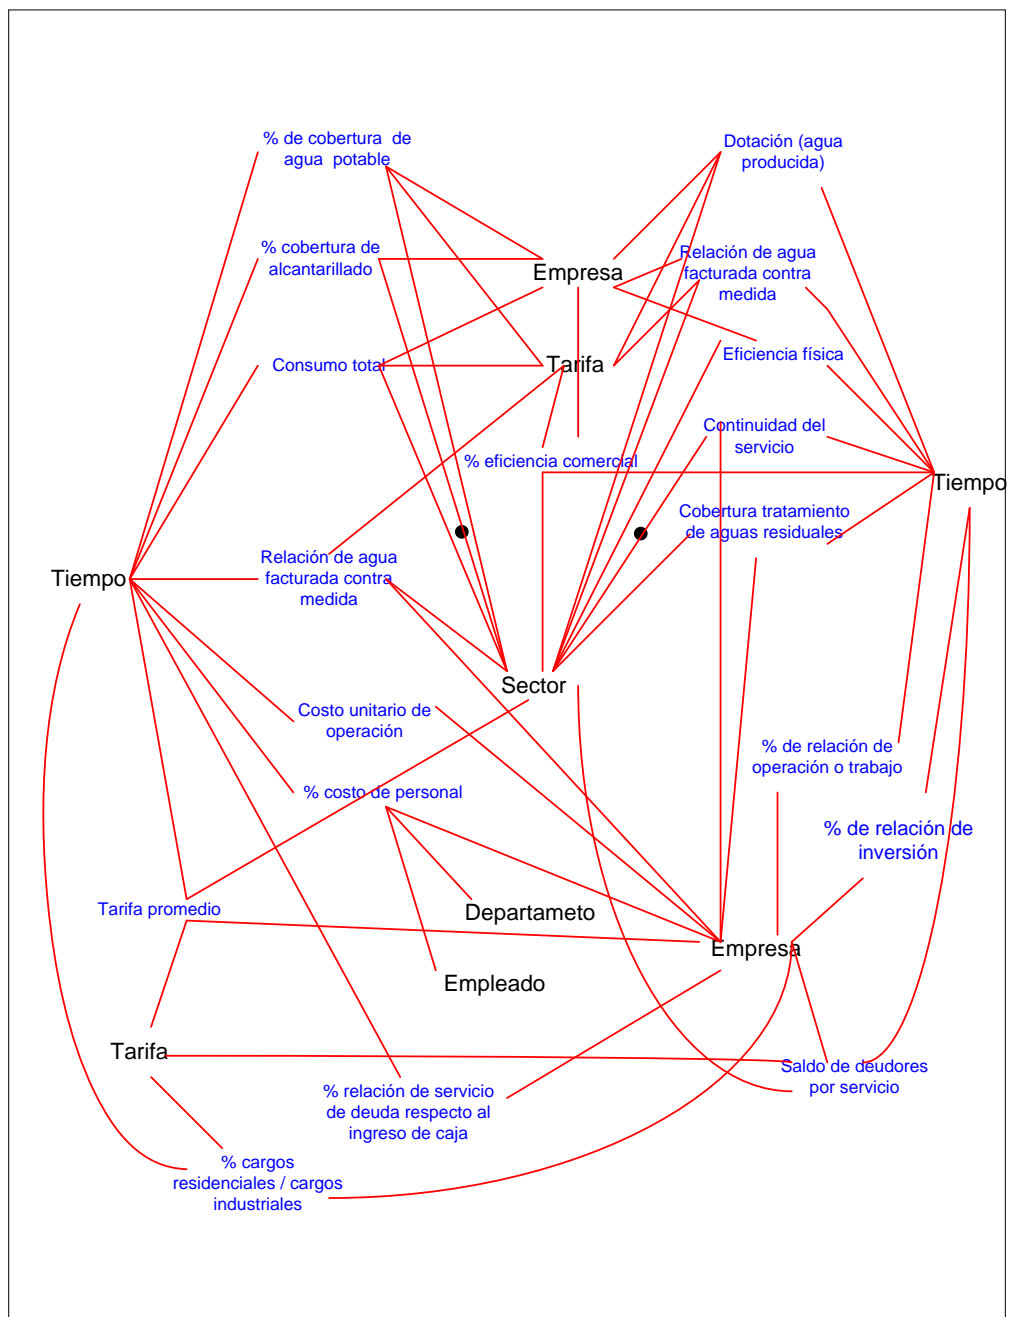 % de cobertura de
agua potable
Dotación (agua
producida)
% cobertura de
alcantarillado
Empresa
Relación de agua
facturada contra
medida
Consumo total
Tarifa
Eficiencia física
Continuidad del
servicio
% eficiencia comercial
Tiempo
Cobertura tratamiento
de aguas residuales
Tiempo
Relación de agua
facturada contra
medida
Sector
Costo unitario de
operación
% de relación de
operación o trabajo
% costo de personal
% de relación de
inversión
Tarifa promedio
Departameto
Empresa
Empleado
Tarifa
Saldo de deudores
por servicio
% relación de servicio
de deuda respecto al
ingreso de caja
% cargos
residenciales / cargos
industriales